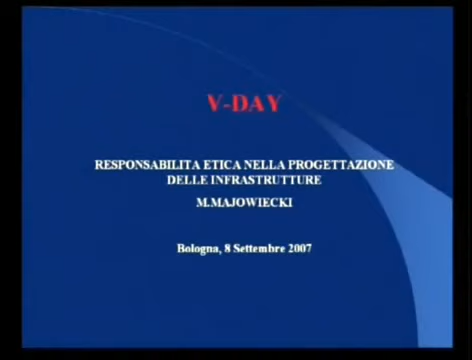 V-DAY
RESPONSABILITA ETICA NELLA PROGETTAZIONE
DELLE INFRASTRUTTURE
M.MAJOWIECKI
Bologna, 8 Settembre 2007